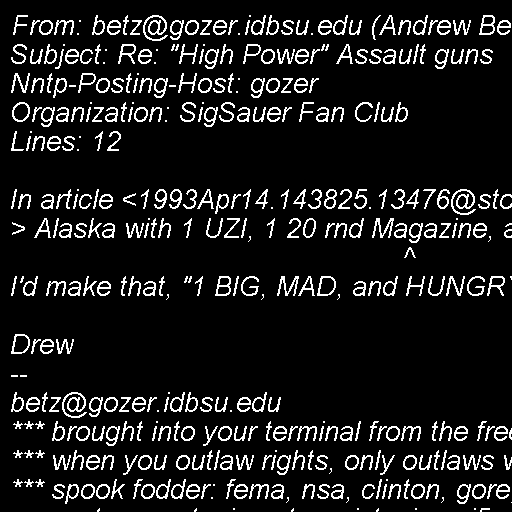 From: betz@gozer.idbsu.edu (Andrew Be
Subject: Re: "High Power" Assault guns
Nntp-Posting-Host: gozer
Organization: SigSauer Fan Club
Lines: 12
In article <1993Apr14.143825.13476@sto
> Alaska with 1 UZI, 1 20 rnd Magazine, a
^
I'd make that, "1 BIG, MAD, and HUNGRY
Drew
--
betz@gozer.idbsu.edu
*** brought into your terminal from the free
*** when you outlaw rights, only outlaws w
*** spook fodder: fema, nsa, clinton, gore,